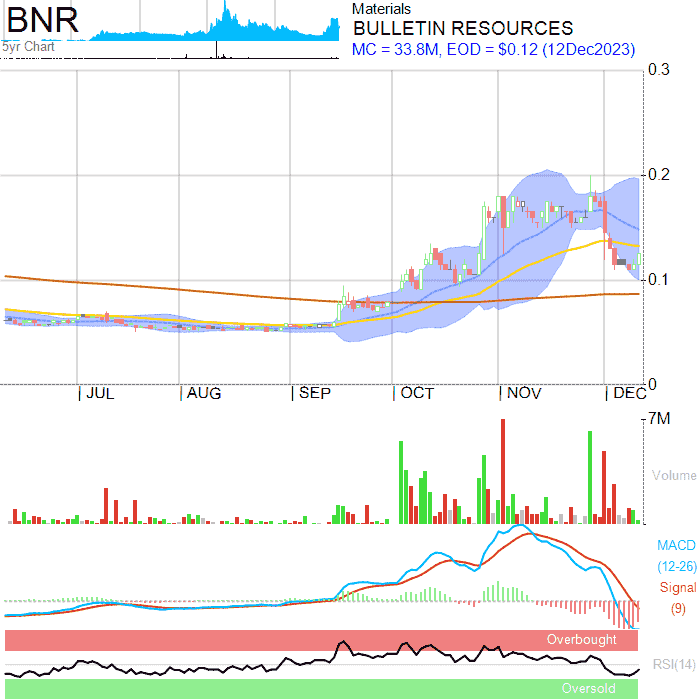 BNR
5yr Chart
Materials
BULLETIN RESOURCES
MC = 33.8M, EOD = $0.12 (12Dec2023)
0.3
0.2
0.1
0
JUL AUG SEP OCT NOV DEC
7M
Volume
MACD
(12-26)
Signal
(9)
Overbought
RSI(14)
Oversold